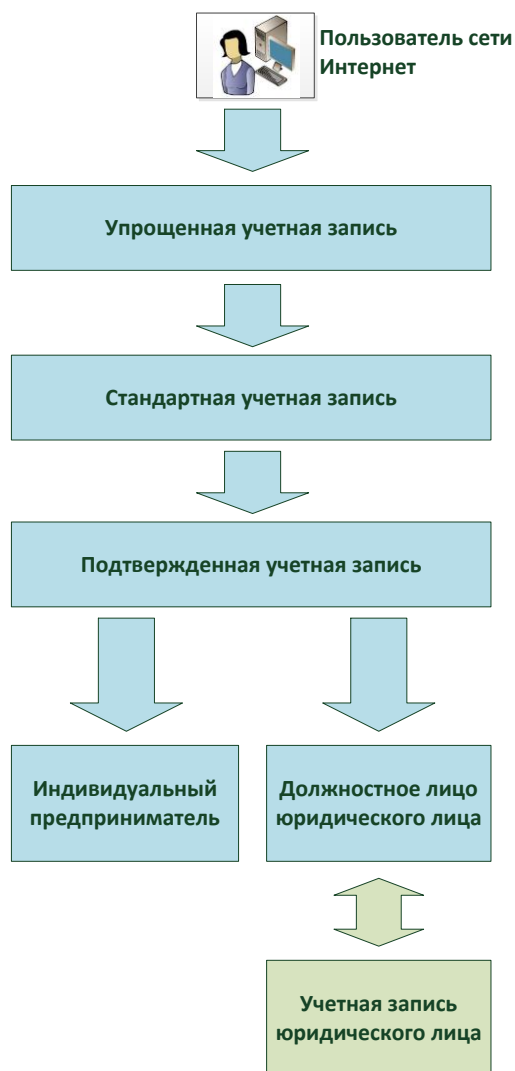 Пользователь сети
Интернет
Упрощенная учетная запись
Стандартная учетная запись
Подтвержденная учетная запись
Индивидуальный
предприниматель
Должностное лицо
юридического лица
Учетная запись
юридического лица